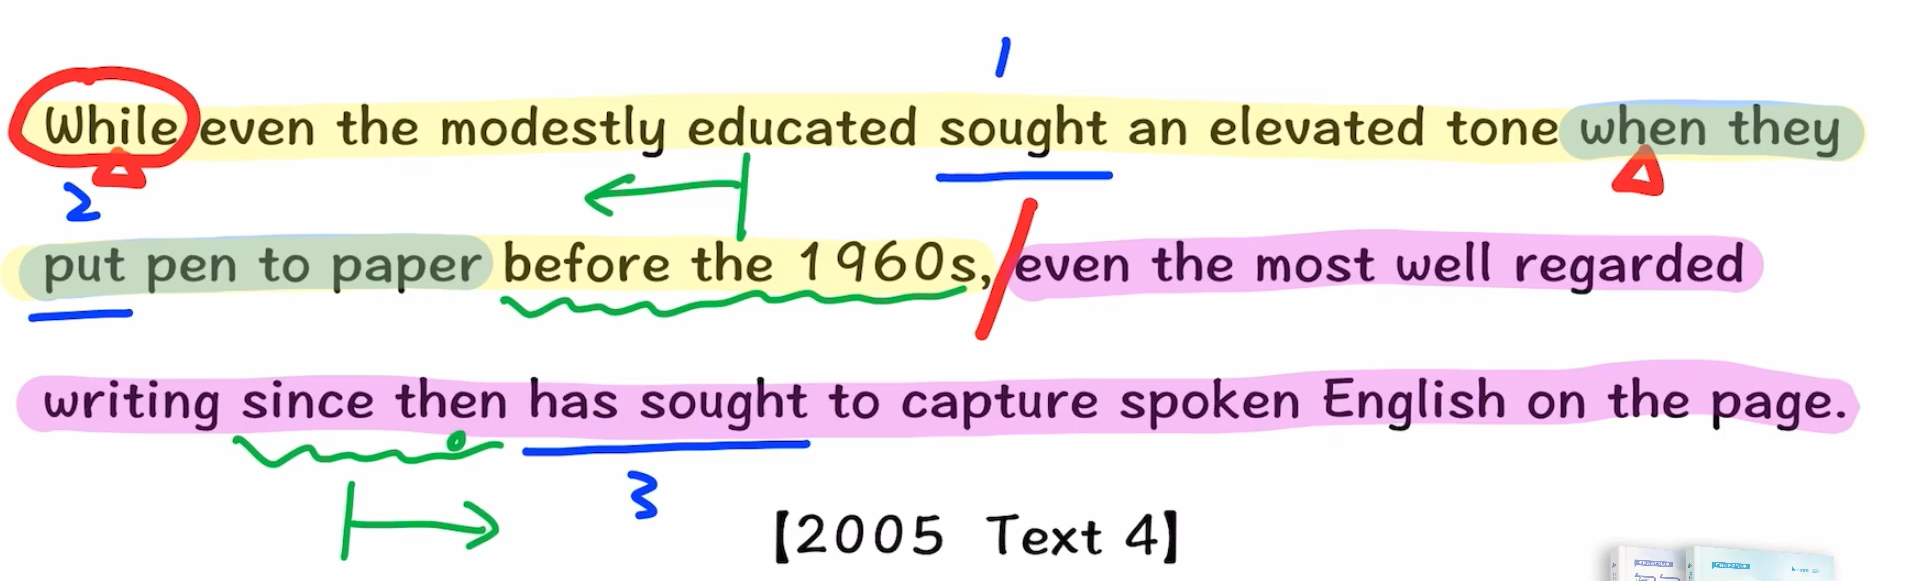 1
While even the modestly educated sought an elevated tone when they
2
put pen to paper before the 1960s, even the most well regarded
writing since then has sought to capture spoken English on the page.
3
【2005 Text 4】